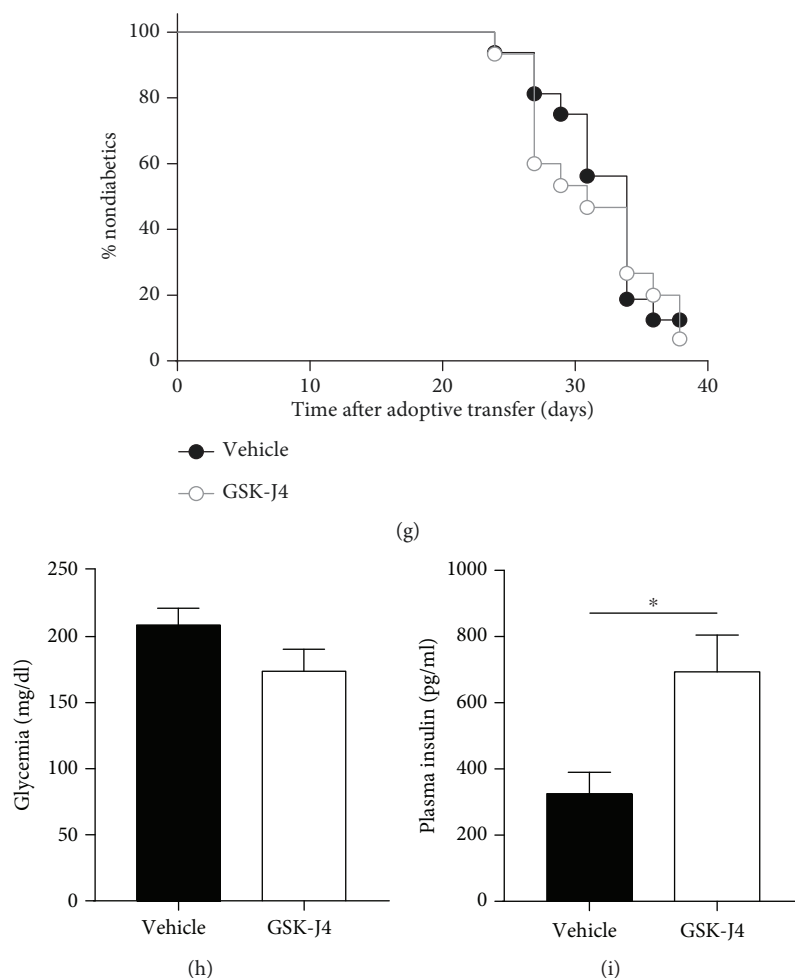 100
80
60
40
20
0
% nondiabetics
0 10 20 30 40
Time after adoptive transfer (days)
Vehicle
GSK-J4
(g)
250
200
150
100
50
0
Glycemia (mg/dl)
Vehicle GSK-J4
(h)
1000
800
600
400
200
0
Plasma insulin (pg/ml)
*
Vehicle GSK-J4
(i)